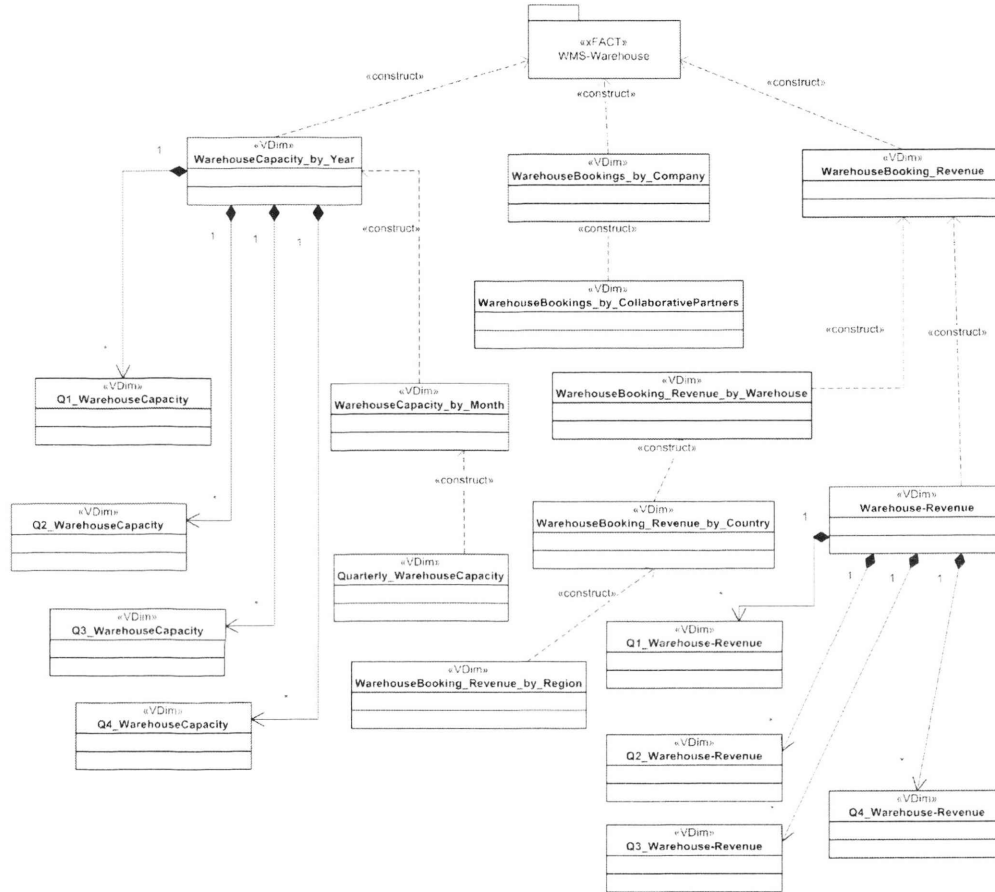 «xFACT»
WMS-Warehouse
«construct»
«construct»
«construct»
«VDim»
WarehouseCapacity_by_Year
1
1
1
1
«VDim»
WarehouseBookings_by_Company
«VDim»
WarehouseBooking_Revenue
«construct»
«construct»
«VDim»
WarehouseBookings_by_CollaborativePartners
«construct»
«construct»
«VDim»
Q1_WarehouseCapacity
*
«VDim»
WarehouseCapacity_by_Month
«VDim»
WarehouseBooking_Revenue_by_Warehouse
«construct»
«construct»
«VDim»
Q2_WarehouseCapacity
*
«VDim»
WarehouseBooking_Revenue_by_Country
«VDim»
Warehouse-Revenue
1
1
1
1
«VDim»
Quarterly_WarehouseCapacity
«construct»
«VDim»
Q3_WarehouseCapacity
*
«VDim»
Q1_Warehouse-Revenue
*
«VDim»
WarehouseBooking_Revenue_by_Region
«VDim»
Q4_WarehouseCapacity
*
«VDim»
Q2_Warehouse-Revenue
*
«VDim»
Q4_Warehouse-Revenue
*
«VDim»
Q3_Warehouse-Revenue
*